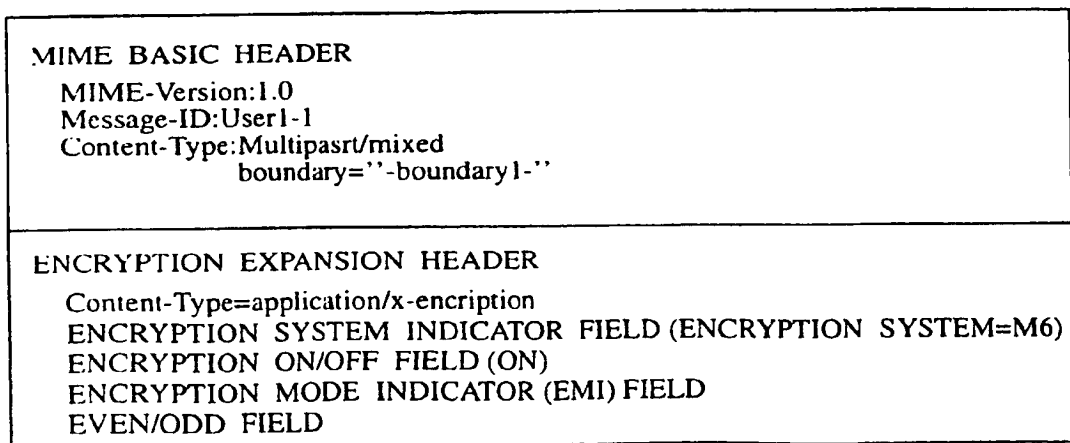 MIME BASIC HEADER
MIME-Version:1.0
Message-ID:User1-1
Content-Type:Multipasrt/mixed
boundary=''-boundary1-''
ENCRYPTION EXPANSION HEADER
Content-Type=application/x-encription
ENCRYPTION SYSTEM INDICATOR FIELD (ENCRYPTION SYSTEM=M6)
ENCRYPTION ON/OFF FIELD (ON)
ENCRYPTION MODE INDICATOR (EMI) FIELD
EVEN/ODD FIELD